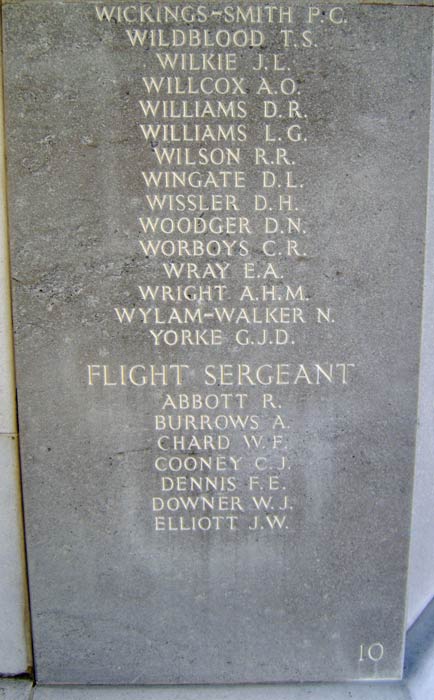 WICKINGS-SMITH P.C.
WILDBLOOD T.S.
WILKIE J.L.
WILLCOX A.O.
WILLIAMS D.R.
WILLIAMS L.G.
WILSON R.R.
WINGATE D.L.
WISSLER D.H.
WOODGER D.N.
WORBOYS C.R.
WRAY E.A.
WRIGHT A.H.M.
WYLAM-WALKER N.
YORKE G.J.D.
FLIGHT SERGEANT
ABBOTT R.
BURROWS A.
CHARD W.F.
COONEY C.J.
DENNIS F.E.
DOWNER W.J.
ELLIOTT J.W.
10